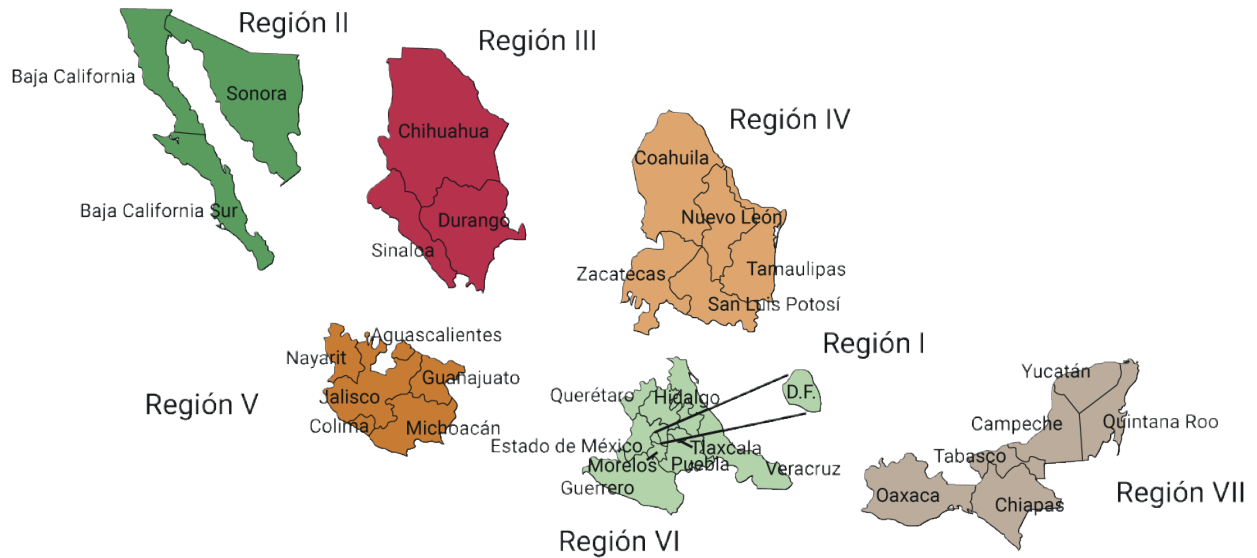 Región II
Baja California
Sonora
Baja California Sur
Región III
Chihuahua
Durango
Sinaloa
Región IV
Coahuila
Nuevo León
Zacatecas
Tamaulipas
San Luis Potosí
Región V
Aguascalientes
Nayarit
Guanajuato
Jalisco
Colima
Michoacán
Región I
D.F.
Querétaro
Hidalgo
Estado de México
Tlaxcala
Morelos
Puebla
Veracruz
Guerrero
Región VI
Yucatán
Campeche
Quintana Roo
Tabasco
Oaxaca
Chiapas
Región VII